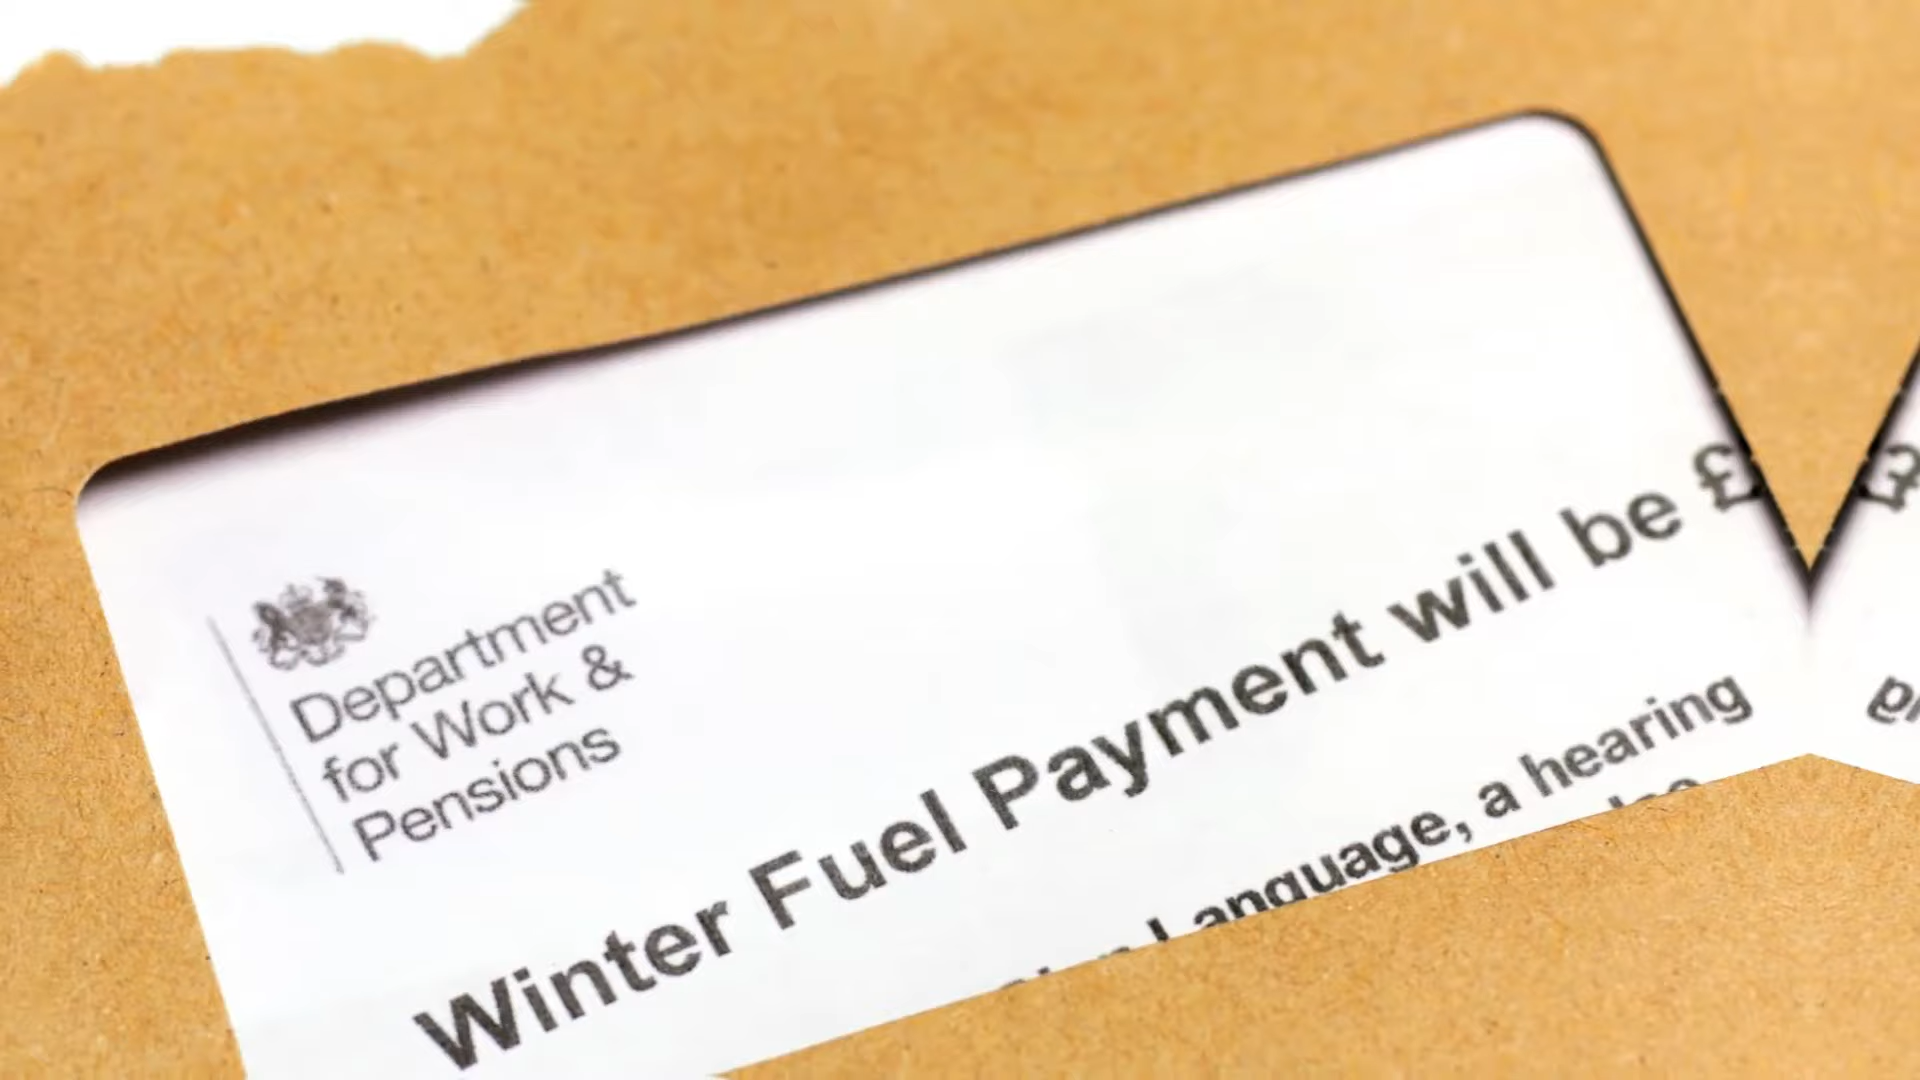 Department
for Work &
Pensions
Winter Fuel Payment will be £
Language, a hearing